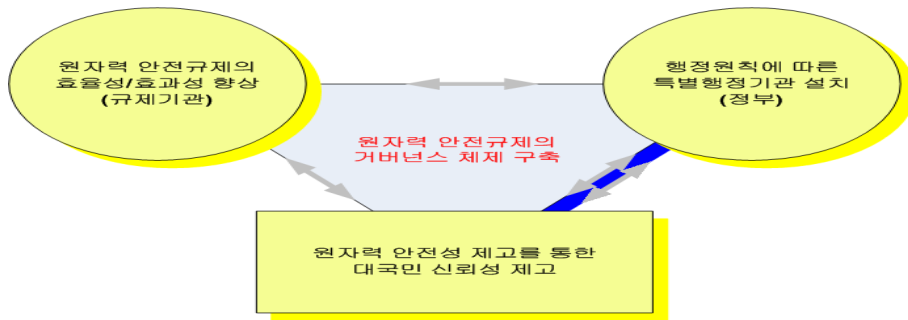 원자력 안전규제의
효율성/효과성 향상
(규제기관)
행정원칙에 따른
특별행정기관 설치
(정부)
원자력 안전규제의
거버넌스 체제 구축
원자력 안전성 제고를 통한
대국민 신뢰성 제고